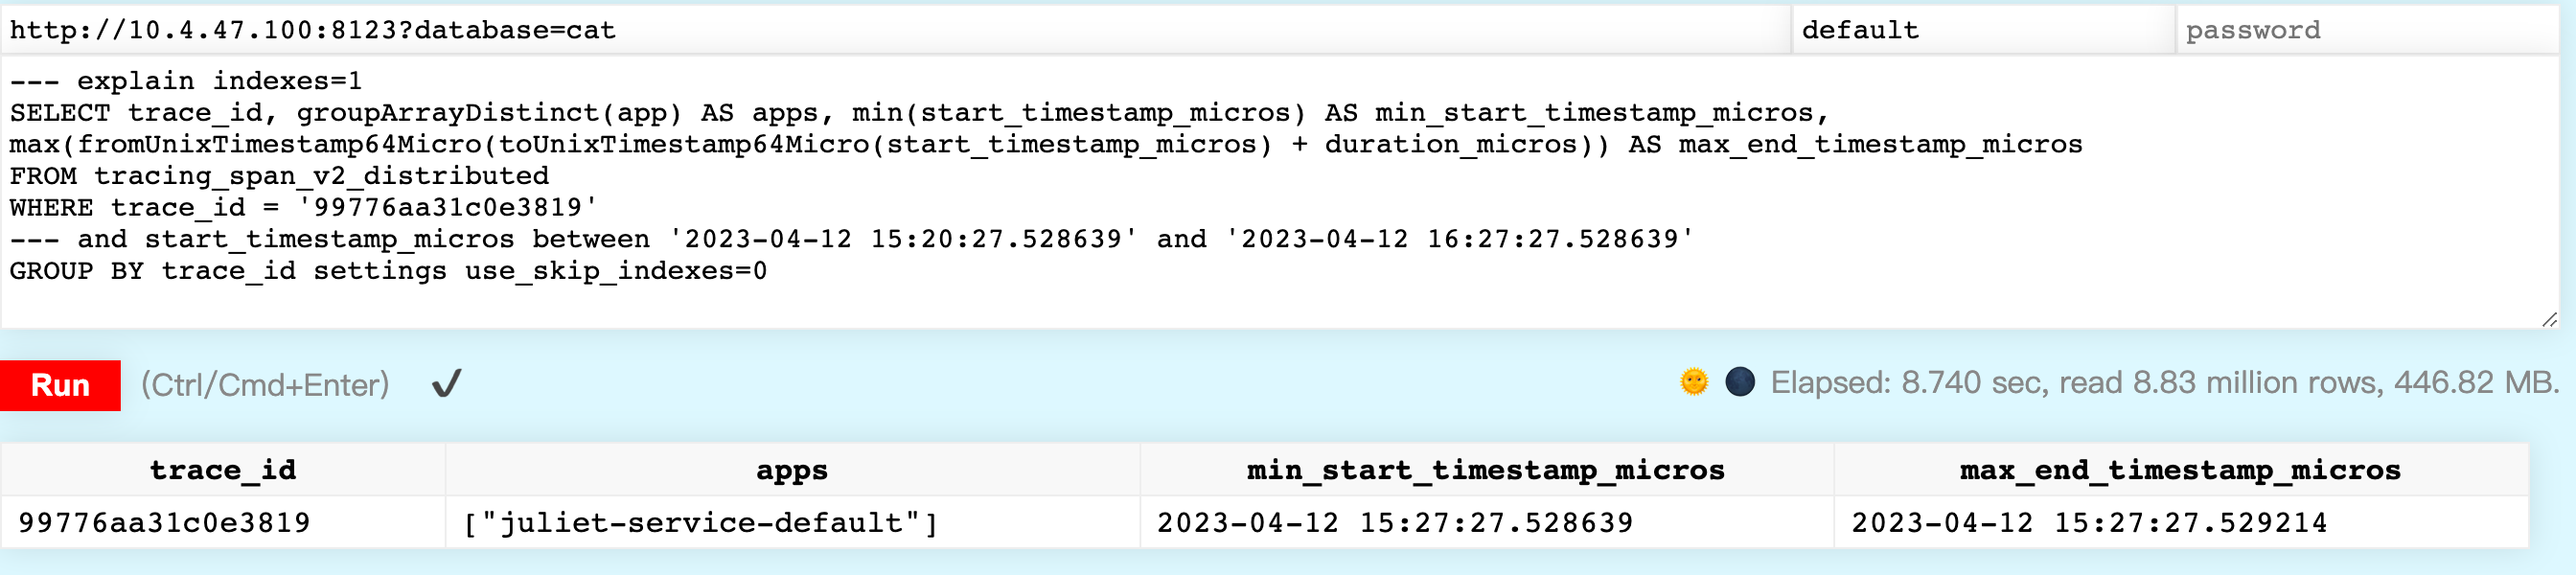 http://10.4.47.100:8123?database=cat default password
--- explain indexes=1
SELECT trace_id, groupArrayDistinct(app) AS apps, min(start_timestamp_micros) AS min_start_timestamp_micros,
max(fromUnixTimestamp64Micro(toUnixTimestamp64Micro(start_timestamp_micros) + duration_micros)) AS max_end_timestamp_micros
FROM tracing_span_v2_distributed
WHERE trace_id = '99776aa31c0e3819'
--- and start_timestamp_micros between '2023-04-12 15:20:27.528639' and '2023-04-12 16:27:27.528639'
GROUP BY trace_id settings use_skip_indexes=0
Run (Ctrl/Cmd+Enter) ✔ Elapsed: 8.740 sec, read 8.83 million rows, 446.82 MB.
trace_id apps min_start_timestamp_micros max_end_timestamp_micros
99776aa31c0e3819 ["juliet-service-default"] 2023-04-12 15:27:27.528639 2023-04-12 15:27:27.529214